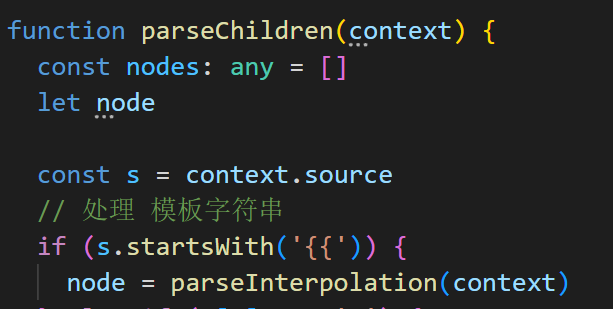 function parseChildren(context) {
const nodes: any = []
let node
const s = context.source
// 处理 模板字符串
if (s.startsWith('{{')) {
node = parseInterpolation(context)